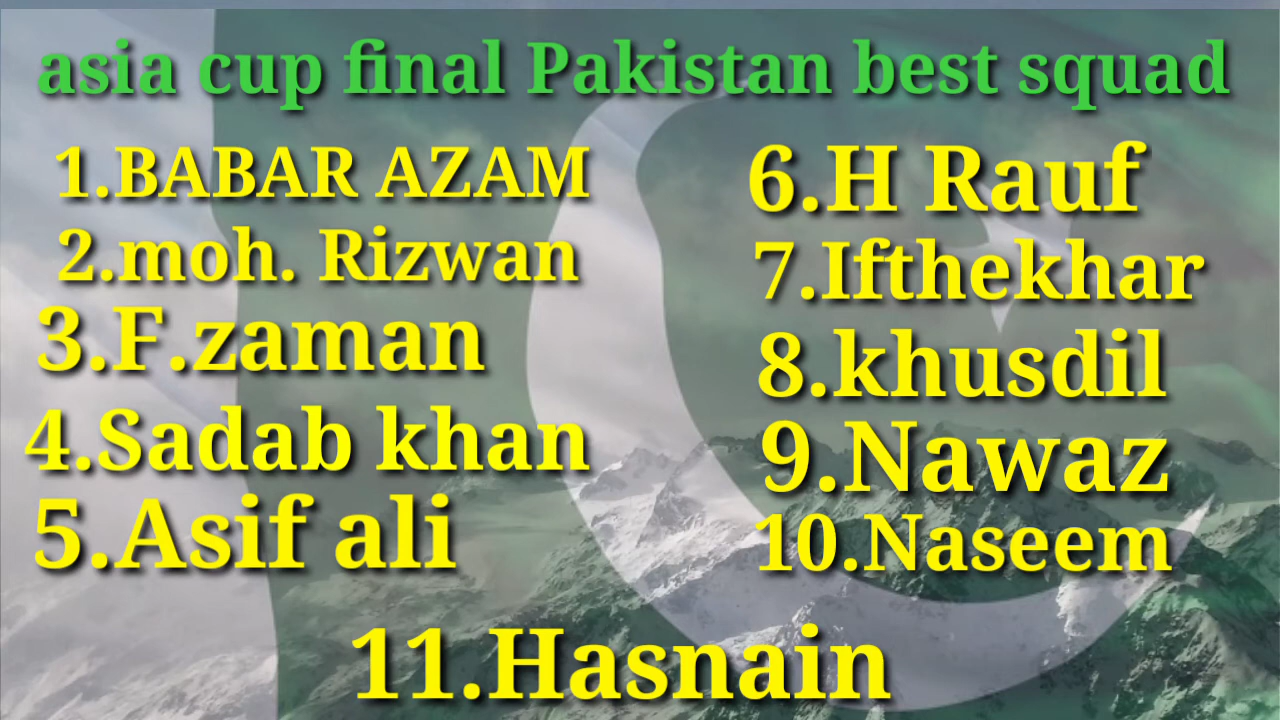 asia cup final Pakistan best squad
1.BABAR AZAM
2.moh. Rizwan
3.F.zaman
4.Sadab khan
5.Asif ali
6.H Rauf
7.Ifthekhar
8.khusdil
9.Nawaz
10.Naseem
11.Hasnain